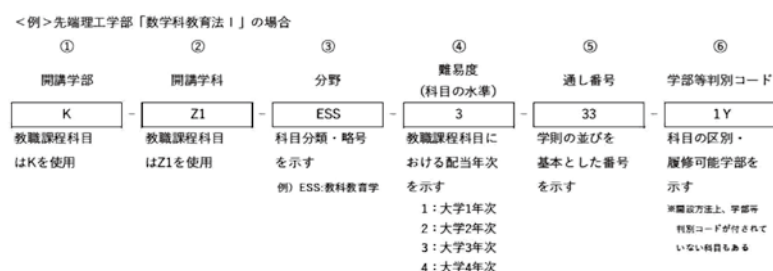 ＜例＞先端理工学部「数学科教育法Ⅰ」の場合
① ② ③ ④ ⑤ ⑥
開講学部 開講学科 分野 難易度（科目の水準） 通し番号 学部等判別コード
K － Z1 － ESS － 3 － 33 － 1Y
教職課程科目はKを使用
教職課程科目はZ1を使用
科目分類・略号を示す
例）ESS:教科教育学
教職課程科目における配当年次を示す
1：大学1年次
2：大学2年次
3：大学3年次
4：大学4年次
学則の並びを基本とした番号を示す
科目の区別・履修可能学部を示す
※開設方法上、学部等判別コードが付されていない科目もある